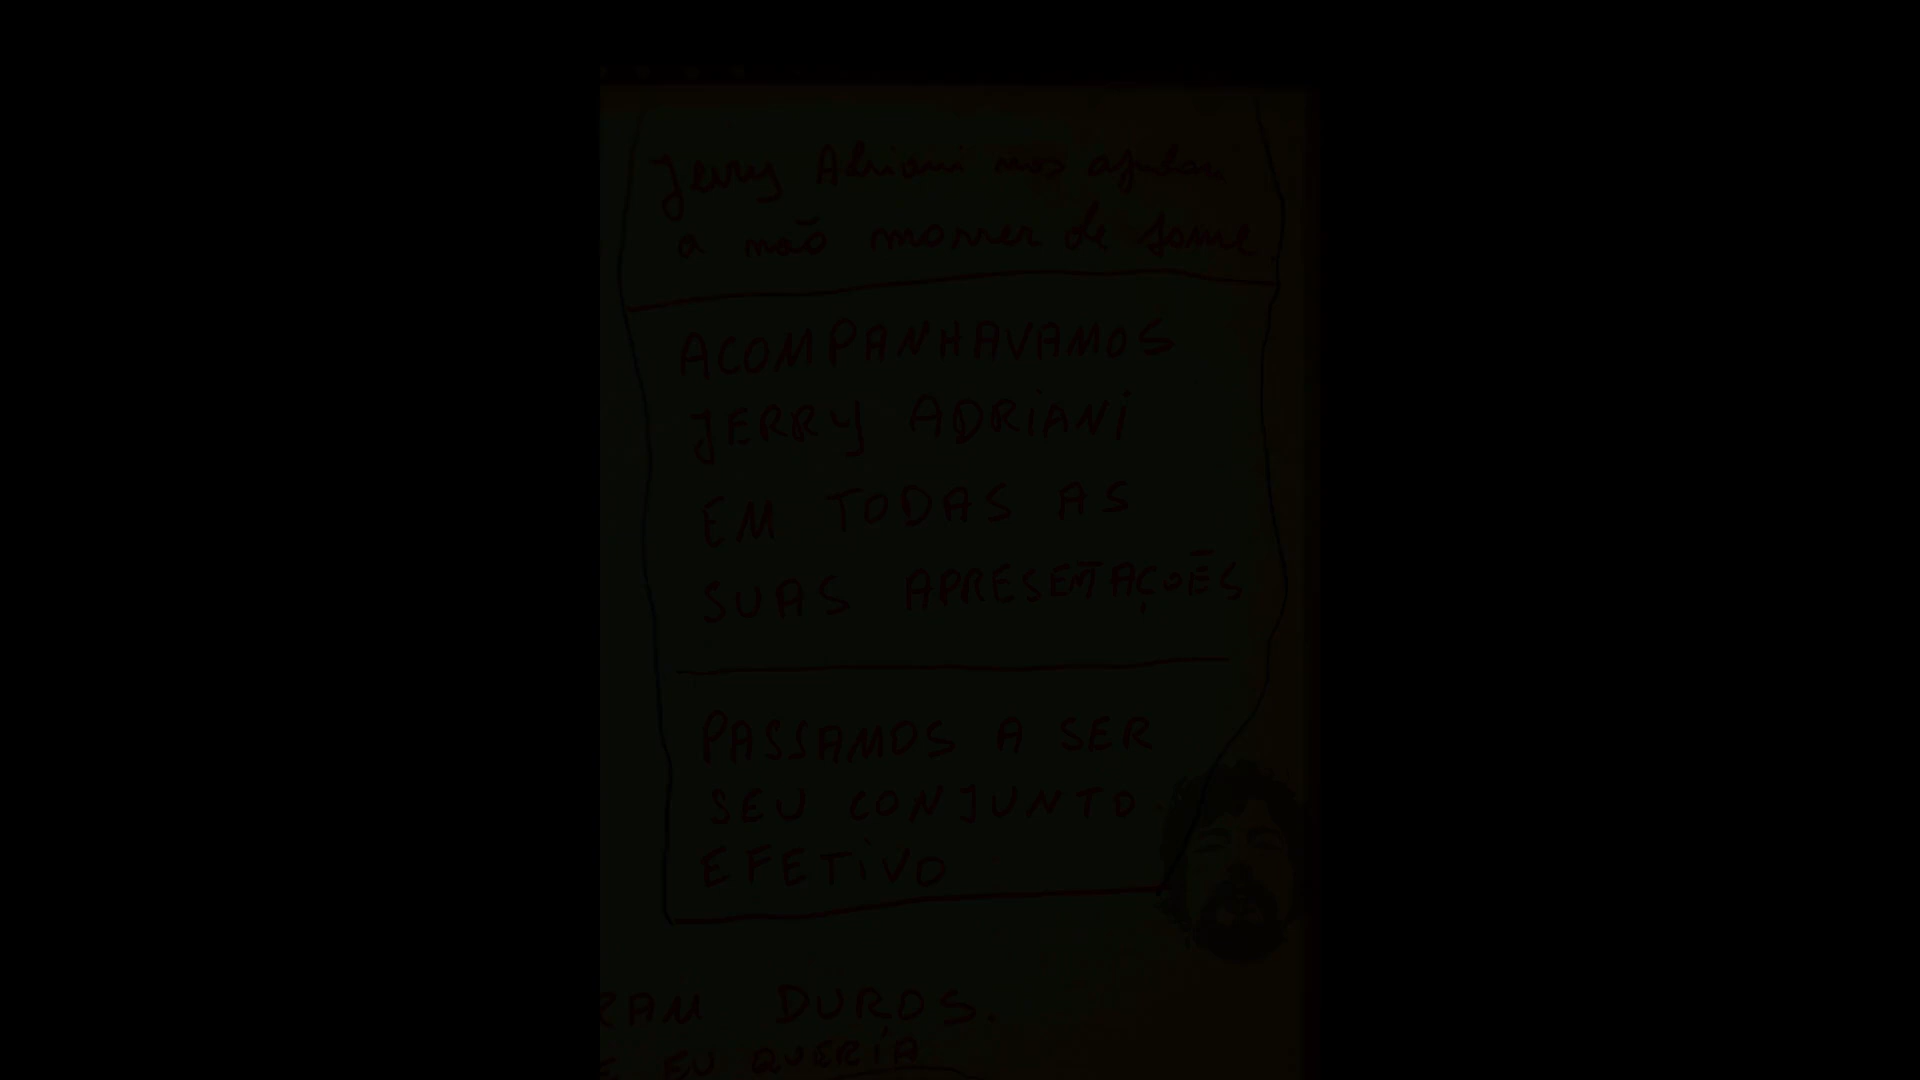 Jerry Adriani nos ajudou
a não morrer de fome
ACOMPANHAVAMOS
JERRY ADRIANI
EM TODAS AS
SUAS APRESENTAÇÕES
PASSAMOS A SER
SEU CONJUNTO
EFETIVO
RAM DUROS.
E EU QUERIA